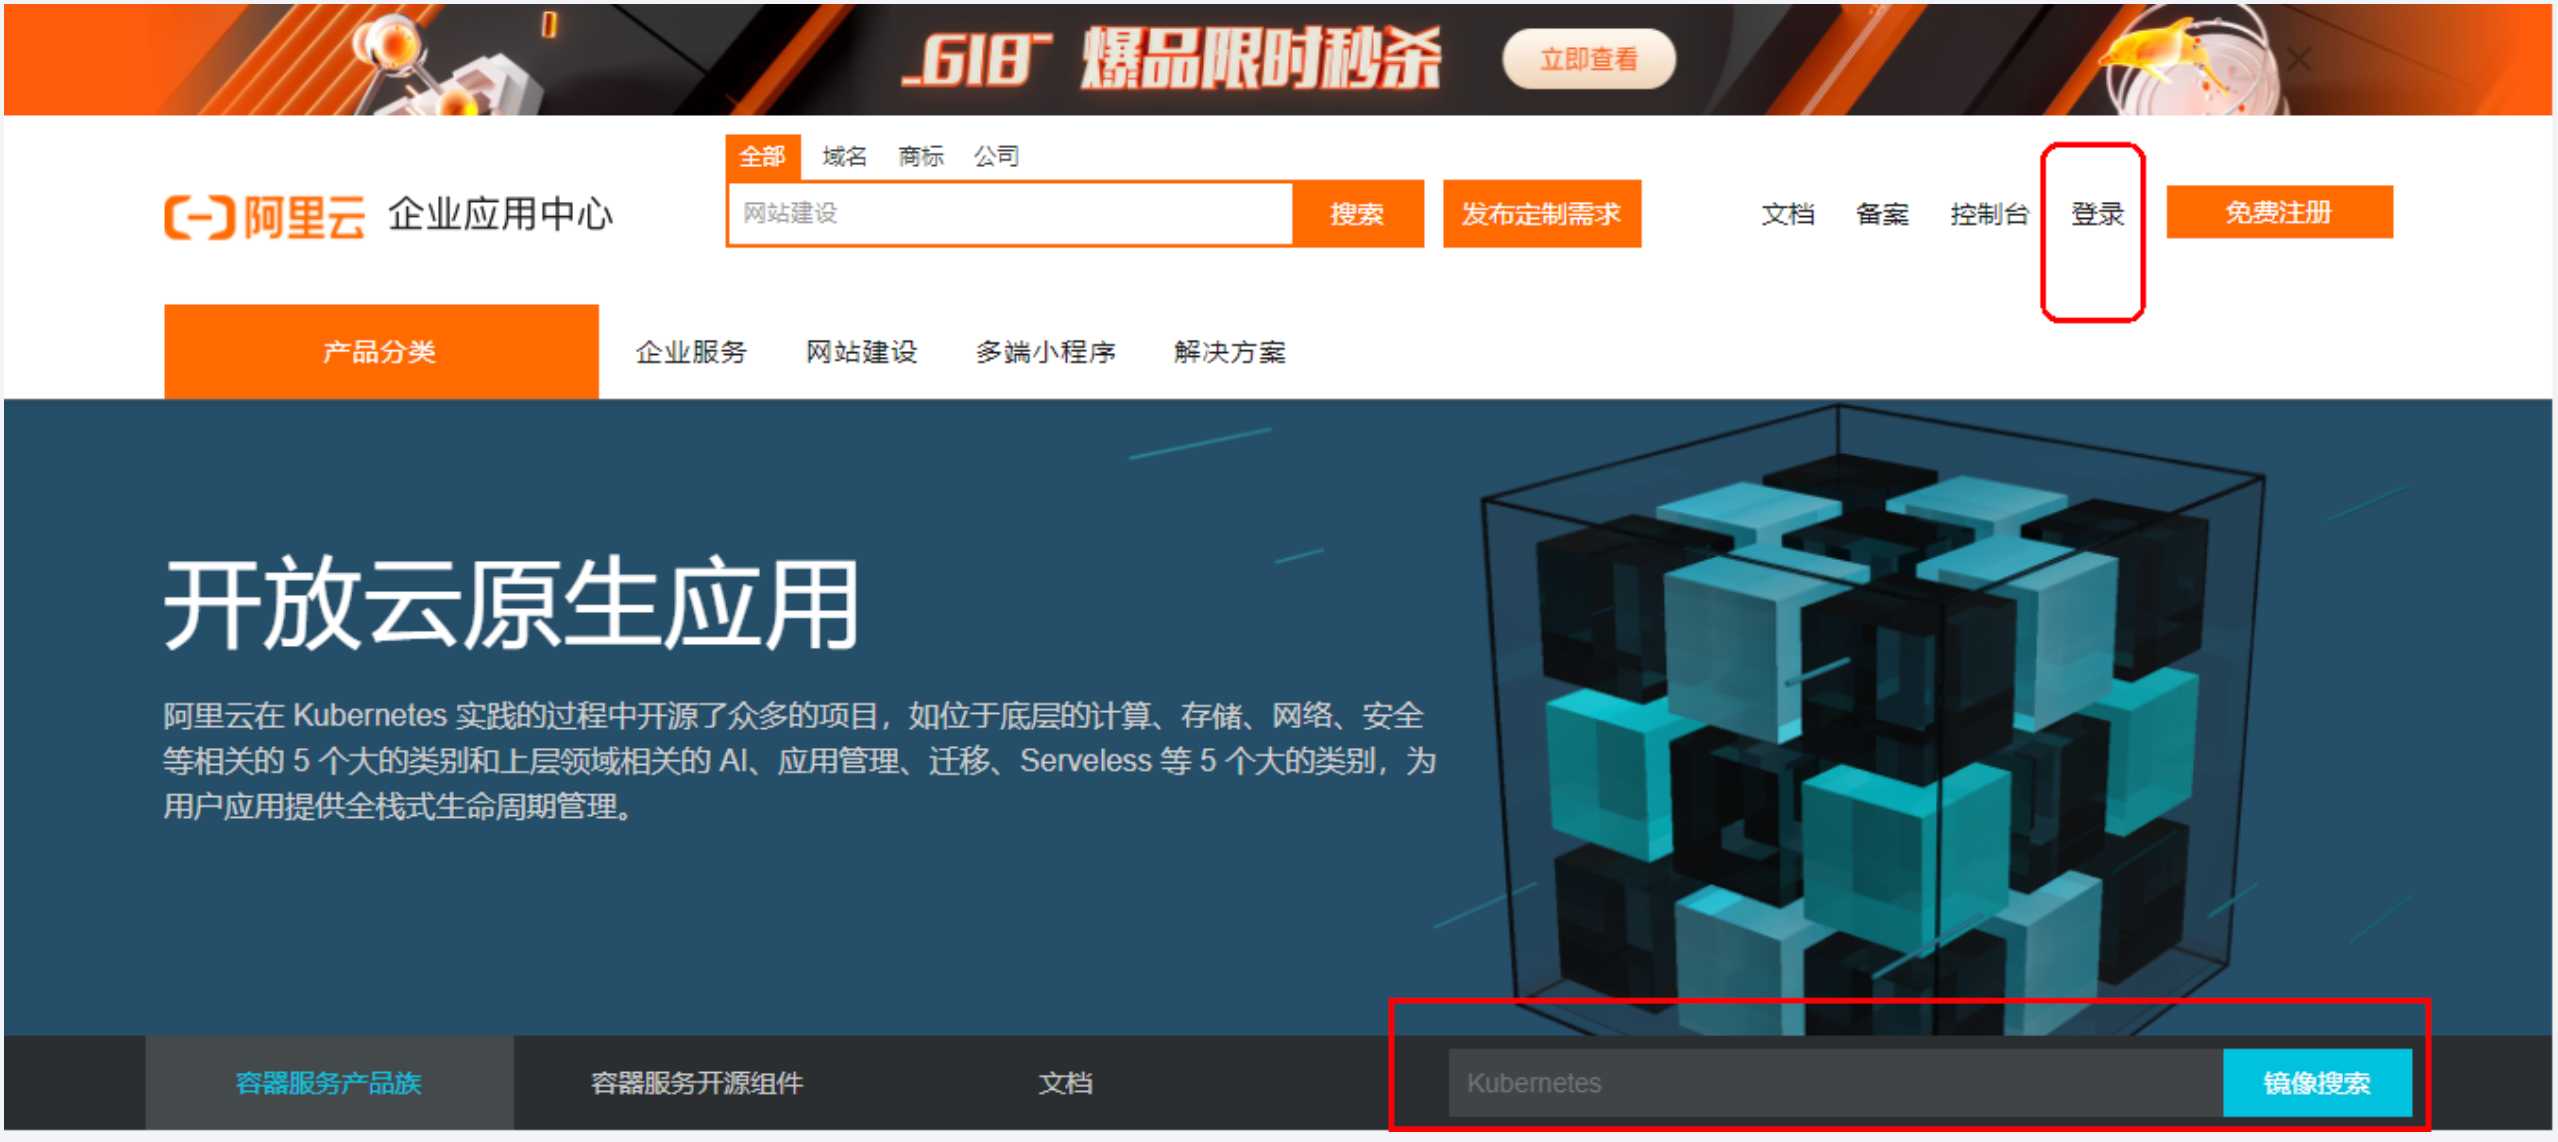 618 爆品限时秒杀 立即查看
全部 域名 商标 公司
阿里云 企业应用中心
网站建设 搜索 发布定制需求
文档 备案 控制台 登录 免费注册
产品分类 企业服务 网站建设 多端小程序 解决方案
开放云原生应用
阿里云在 Kubernetes 实践的过程中开源了众多的项目，如位于底层的计算、存储、网络、安全
等相关的 5 个大的类别和上层领域相关的 AI、应用管理、迁移、Serveless 等 5 个大的类别，为
用户应用提供全栈式生命周期管理。
容器服务产品族 容器服务开源组件 文档 Kubernetes 镜像搜索